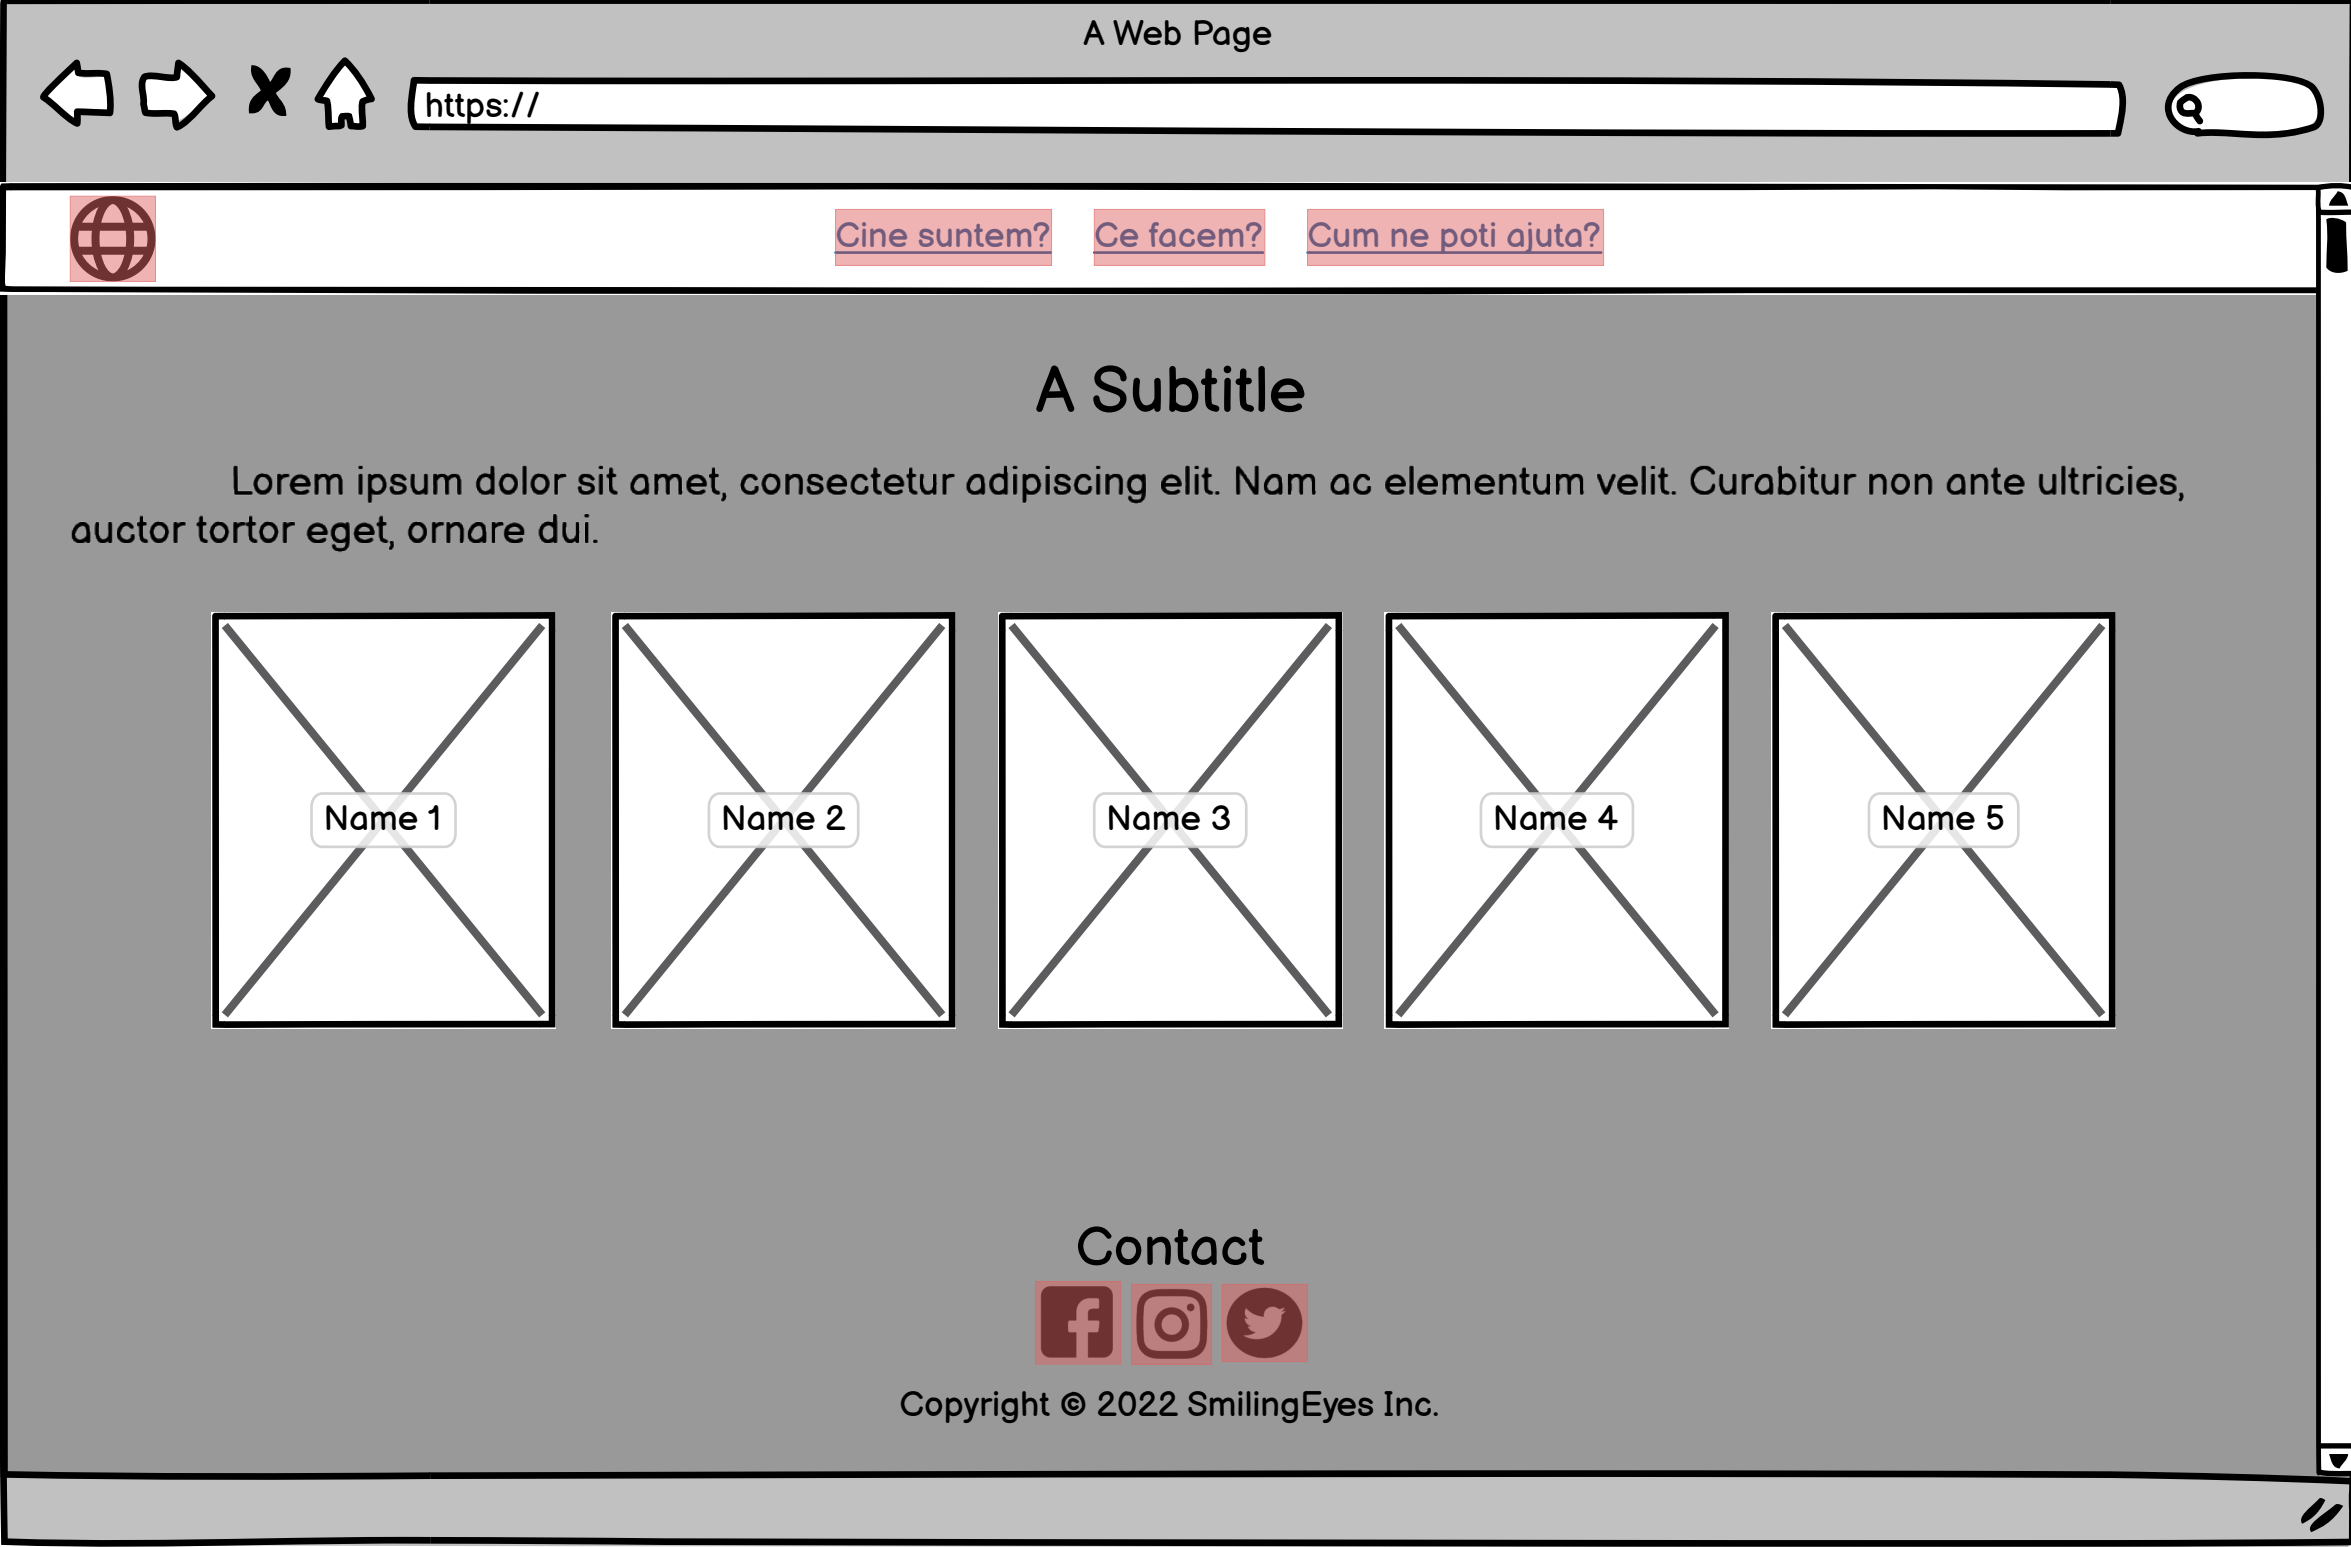 A Web Page
https://
Cine suntem? Ce facem? Cum ne poti ajuta?
A Subtitle
Lorem ipsum dolor sit amet, consectetur adipiscing elit. Nam ac elementum velit. Curabitur non ante ultricies,
auctor tortor eget, ornare dui.
Name 1 Name 2 Name 3 Name 4 Name 5
Contact
Copyright © 2022 SmilingEyes Inc.